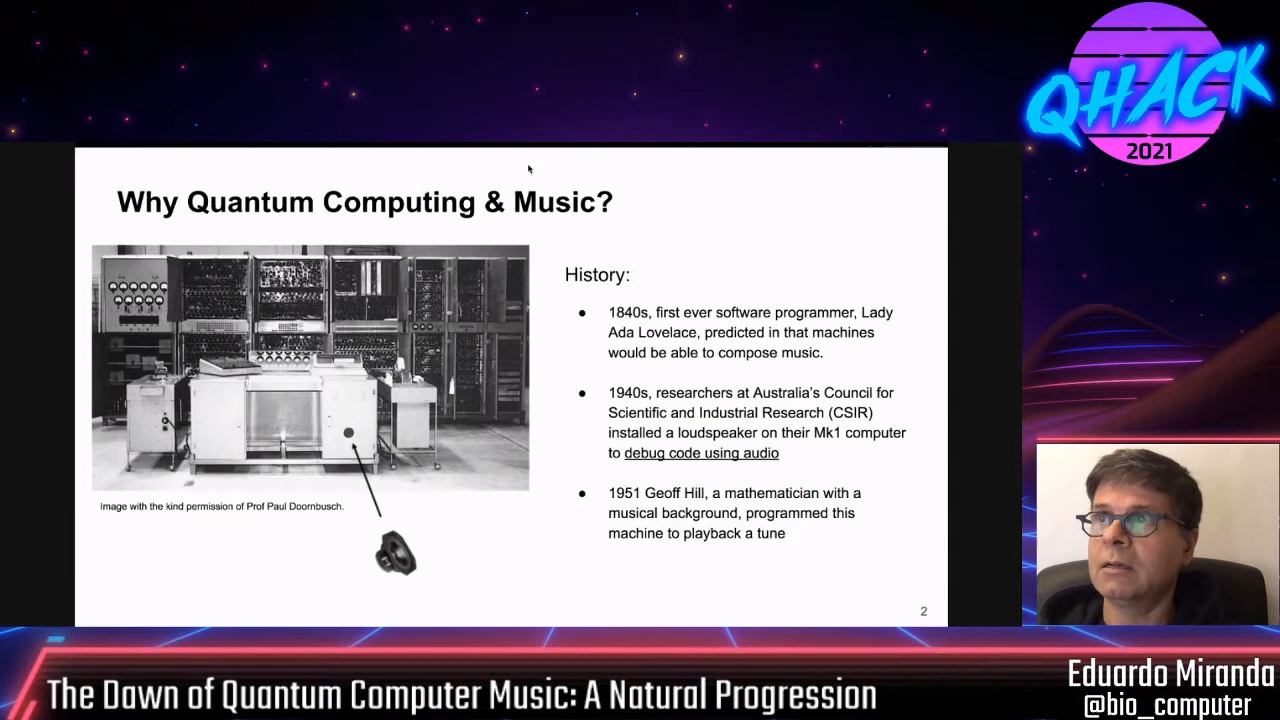 QHACK
2021
Why Quantum Computing & Music?
History:
● 1840s, first ever software programmer, Lady
Ada Lovelace, predicted in that machines
would be able to compose music.
● 1940s, researchers at Australia's Council for
Scientific and Industrial Research (CSIR)
installed a loudspeaker on their Mk1 computer
to debug code using audio
● 1951 Geoff Hill, a mathematician with a
musical background, programmed this
machine to playback a tune
Image with the kind permission of Prof Paul Doornbusch.
2
The Dawn of Quantum Computer Music: A Natural Progression
Eduardo Miranda
@bio_computer